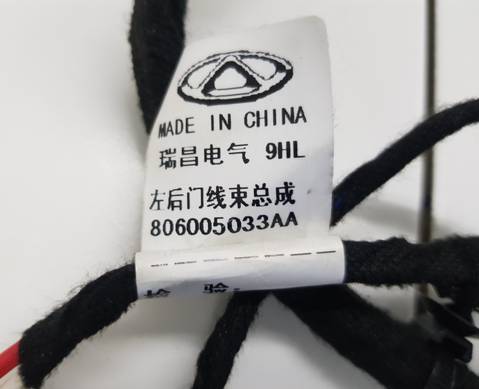 MADE IN CHINA
瑞昌电气 9HL
左后门线束总成
806005033AA
检 验: